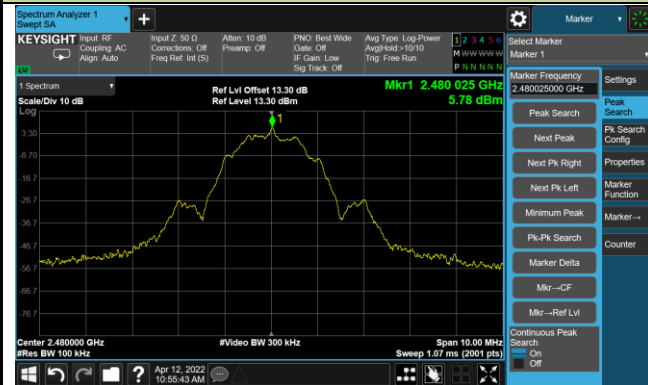 Spectrum Analyzer 1
Swept SA
+
Marker
KEYSIGHT
Input: RF
Coupling: AC
Align: Auto
Input Z: 50 Ω
Corrections: Off
Freq Ref: Int (S)
Atten: 10 dB
Preamp: Off
PNO: Best Wide
Gate: Off
IF Gain: Low
Sig Track: Off
Avg Type: Log-Power
Avg|Hold:>10/10
Trig: Free Run
1 2 3 4 5 6
M W W W W W
P N N N N N
LXI
Select Marker
Marker 1
1 Spectrum
Scale/Div 10 dB
Log
Ref Lvl Offset 13.30 dB
Ref Level 13.30 dBm
Mkr1 2.480 025 GHz
5.78 dBm
1
3.30
-6.70
-16.7
-26.7
-36.7
-46.7
-56.7
-66.7
-76.7
Center 2.480000 GHz
#Res BW 100 kHz
#Video BW 300 kHz
Span 10.00 MHz
Sweep 1.07 ms (2001 pts)
Marker Frequency
2.480025000 GHz
Peak Search
Next Peak
Next Pk Right
Next Pk Left
Minimum Peak
Pk-Pk Search
Marker Delta
Mkr→CF
Mkr→Ref Lvl
Continuous Peak
Search
On
Off
Settings
Peak
Search
Pk Search
Config
Properties
Marker
Function
Marker→
Counter
?
Apr 12, 2022
10:55:43 AM